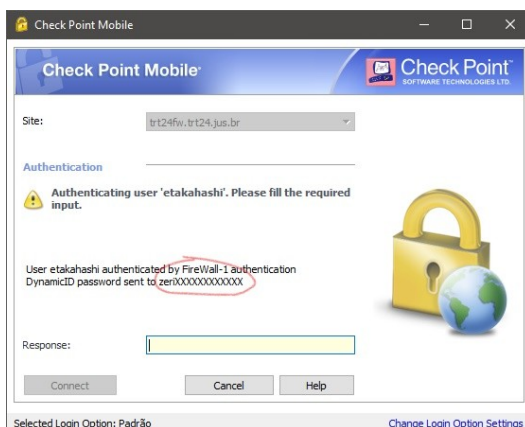 Check Point Mobile
Check Point Mobile
Check Point™
SOFTWARE TECHNOLOGIES LTD.
Site:
trt24fw.trt24.jus.br
Authentication
Authenticating user 'etakahashi'. Please fill the required
input.
User etakahashi authenticated by FireWall-1 authentication
DynamicID password sent to zeriXXXXXXXXXXXX
Response:
Connect
Cancel
Help
Selected Login Option: Padrão
Change Login Option Settings